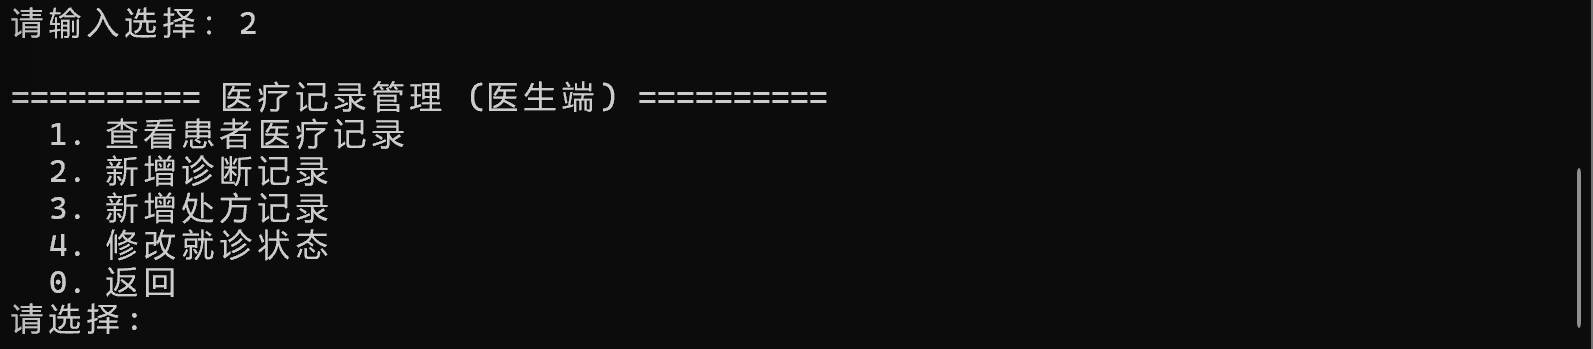 请输入选择: 2
========== 医疗记录管理 (医生端) ==========
1. 查看患者医疗记录
2. 新增诊断记录
3. 新增处方记录
4. 修改就诊状态
0. 返回
请选择: